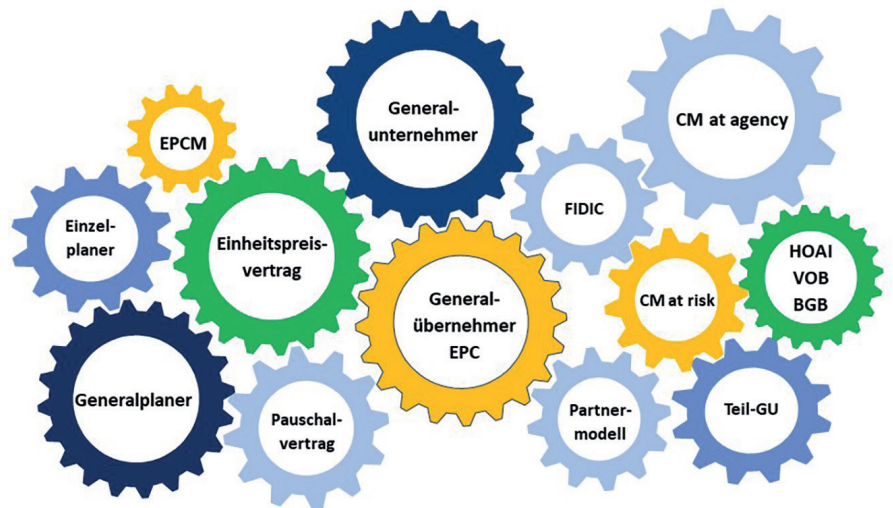 EPCM
General-
unternehmer
CM at agency
Einzel-
planer
Einheitspreis-
vertrag
FIDIC
General-
übernehmer
EPC
CM at risk
HOAI
VOB
BGB
Generalplaner
Pauschal-
vertrag
Partner-
modell
Teil-GU